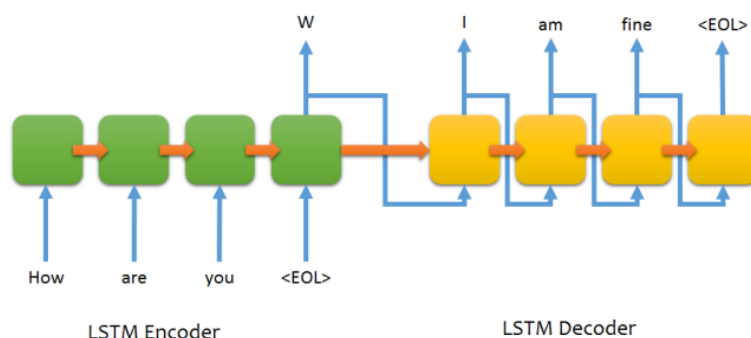 W I am fine <EOL>
How are you <EOL>
LSTM Encoder LSTM Decoder